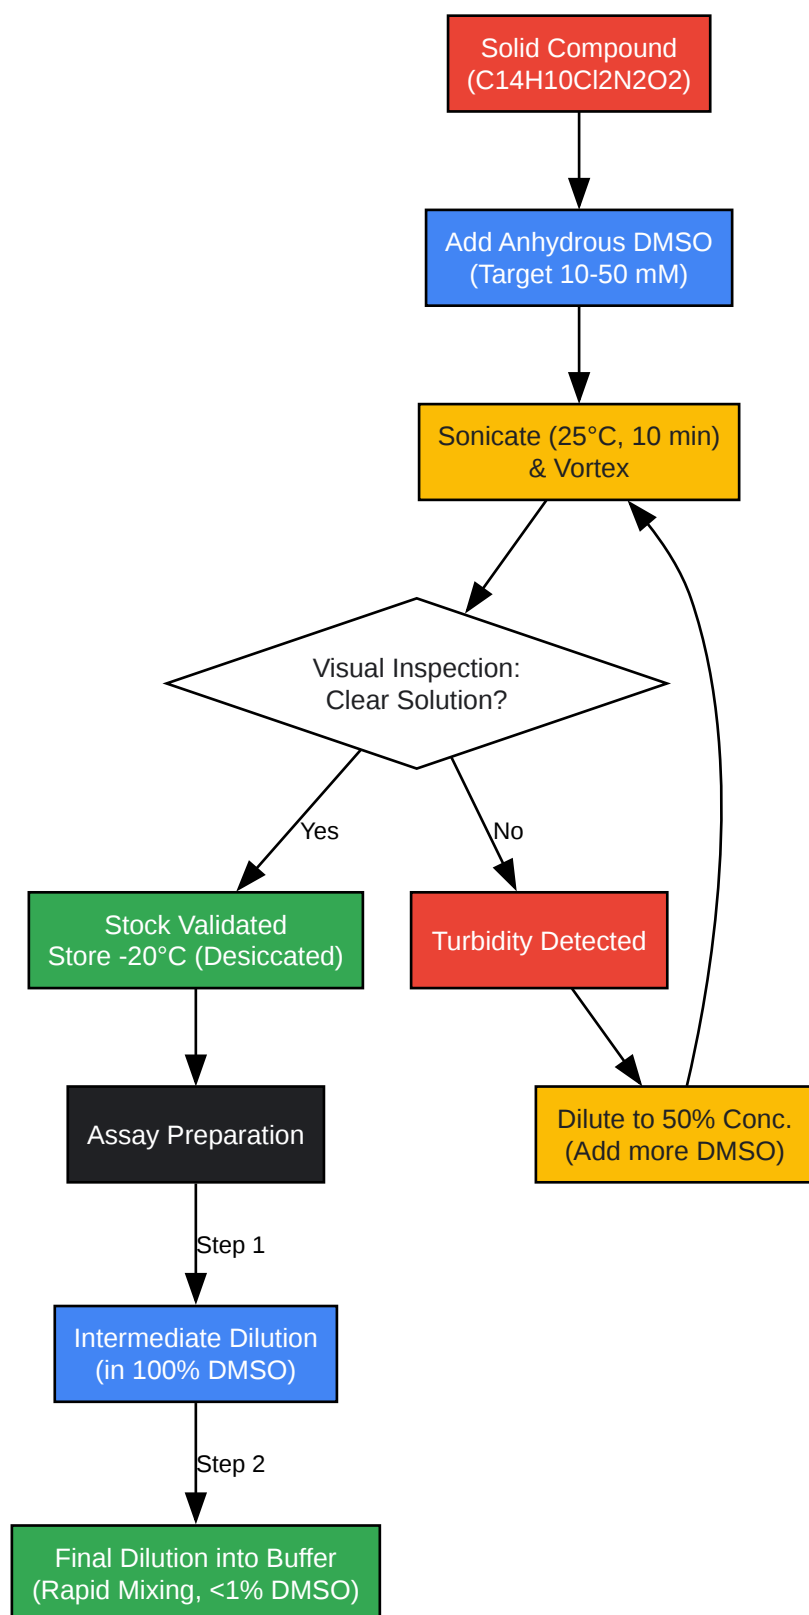 Solid Compound
(C14H10Cl2N2O2)
Add Anhydrous DMSO
(Target 10-50 mM)
Sonicate (25°C, 10 min)
& Vortex
Visual Inspection:
Clear Solution?
Yes
No
Stock Validated
Store -20°C (Desiccated)
Turbidity Detected
Assay Preparation
Dilute to 50% Conc.
(Add more DMSO)
Step 1
Intermediate Dilution
(in 100% DMSO)
Step 2
Final Dilution into Buffer
(Rapid Mixing, <1% DMSO)